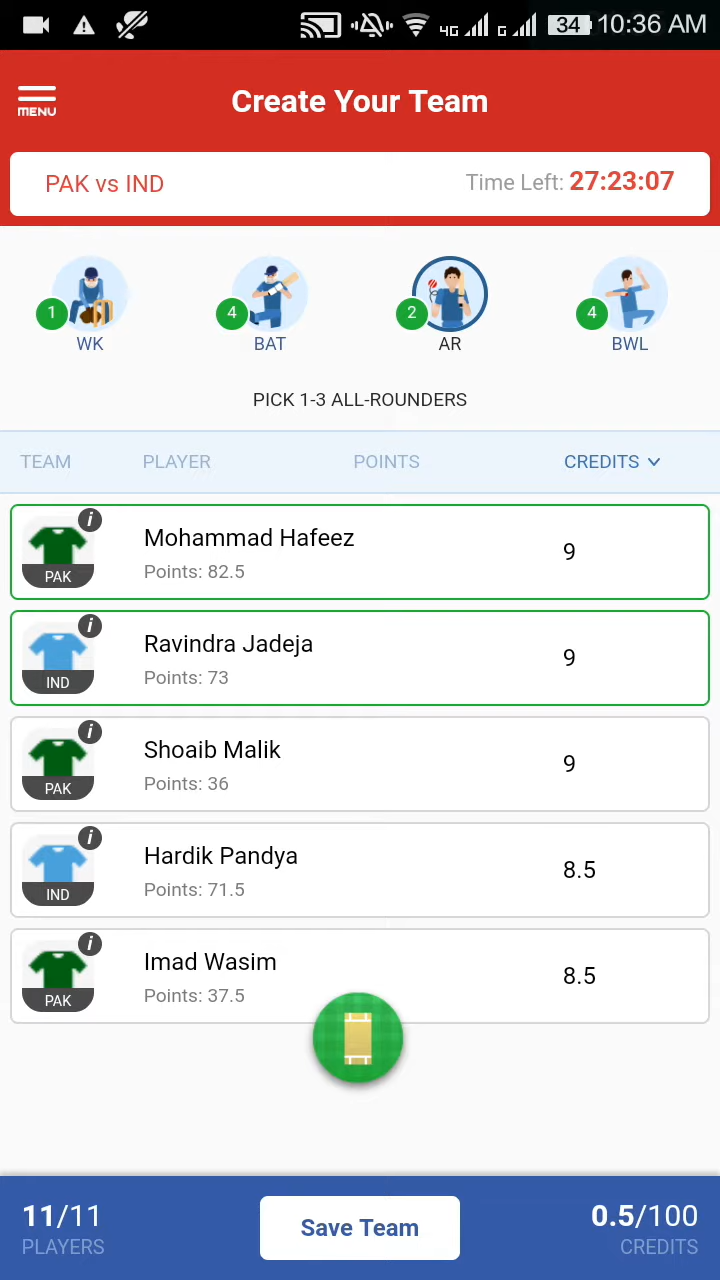 4G G 34 10:36 AM
MENU
Create Your Team
PAK vs IND Time Left: 27:23:07
1 4 2 4
WK BAT AR BWL
PICK 1-3 ALL-ROUNDERS
TEAM PLAYER POINTS CREDITS
i
Mohammad Hafeez
9
Points: 82.5
PAK
i
Ravindra Jadeja
9
Points: 73
IND
i
Shoaib Malik
9
Points: 36
PAK
i
Hardik Pandya
8.5
Points: 71.5
IND
i
Imad Wasim
8.5
Points: 37.5
PAK
11/11 Save Team 0.5/100
PLAYERS CREDITS